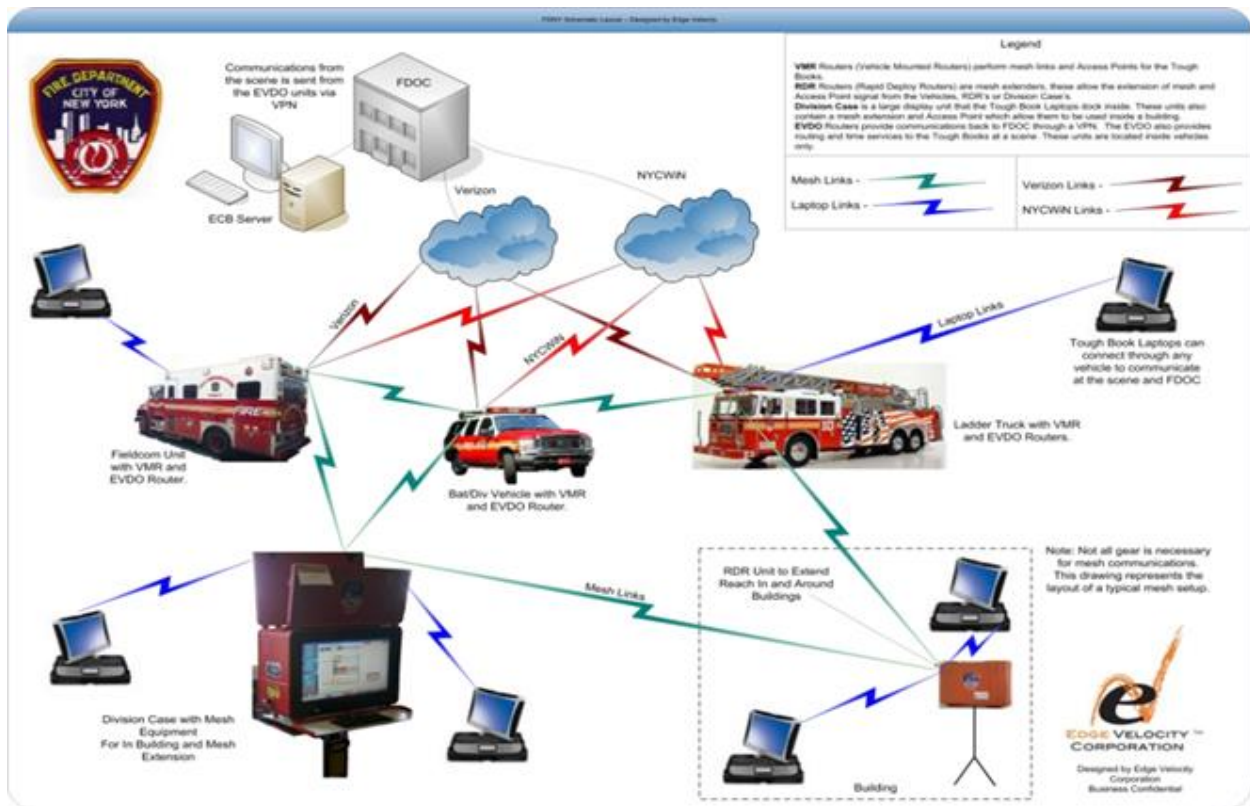 FDNY Schematic Layout – Designed by Edge Velocity
FIRE DEPARTMENT
CITY OF
NEW YORK
Communications from
the scene is sent from
the EVDO units via
VPN
FDOC
ECB Server
Verizon
NYCWiN
Legend
VMR Routers (Vehicle Mounted Routers) perform mesh links and Access Points for the Tough
Books.
RDR Routers (Rapid Deploy Routers) are mesh extenders, these allow the extension of mesh and
Access Point signal from the Vehicles, RDR's or Division Case's.
Division Case is a large display unit that the Tough Book Laptops dock inside. These units also
contain a mesh extension and Access Point which allow them to be used inside a building.
EVDO Routers provide communications back to FDOC through a VPN. The EVDO also provides
routing and time services to the Tough Books at a scene. These units are located inside vehicles
only.
Mesh Links -
Verizon Links -
Laptop Links -
NYCWiN Links -
Verizon
NYCWiN
Laptop Links
Tough Book Laptops can
connect through any
vehicle to communicate
at the scene and FDOC
FIRE
Fieldcom Unit
with VMR and
EVDO Router.
Bat/Div Vehicle with VMR
and EVDO Router.
Ladder Truck with VMR
and EVDO Routers.
Mesh Links
RDR Unit to Extend
Reach In and Around
Buildings
Note: Not all gear is necessary
for mesh communications.
This drawing represents the
layout of a typical mesh setup.
Division Case with Mesh
Equipment
For In Building and Mesh
Extension
Building
e
EDGE VELOCITY ™
CORPORATION
Designed by Edge Velocity
Corporation
Business Confidential